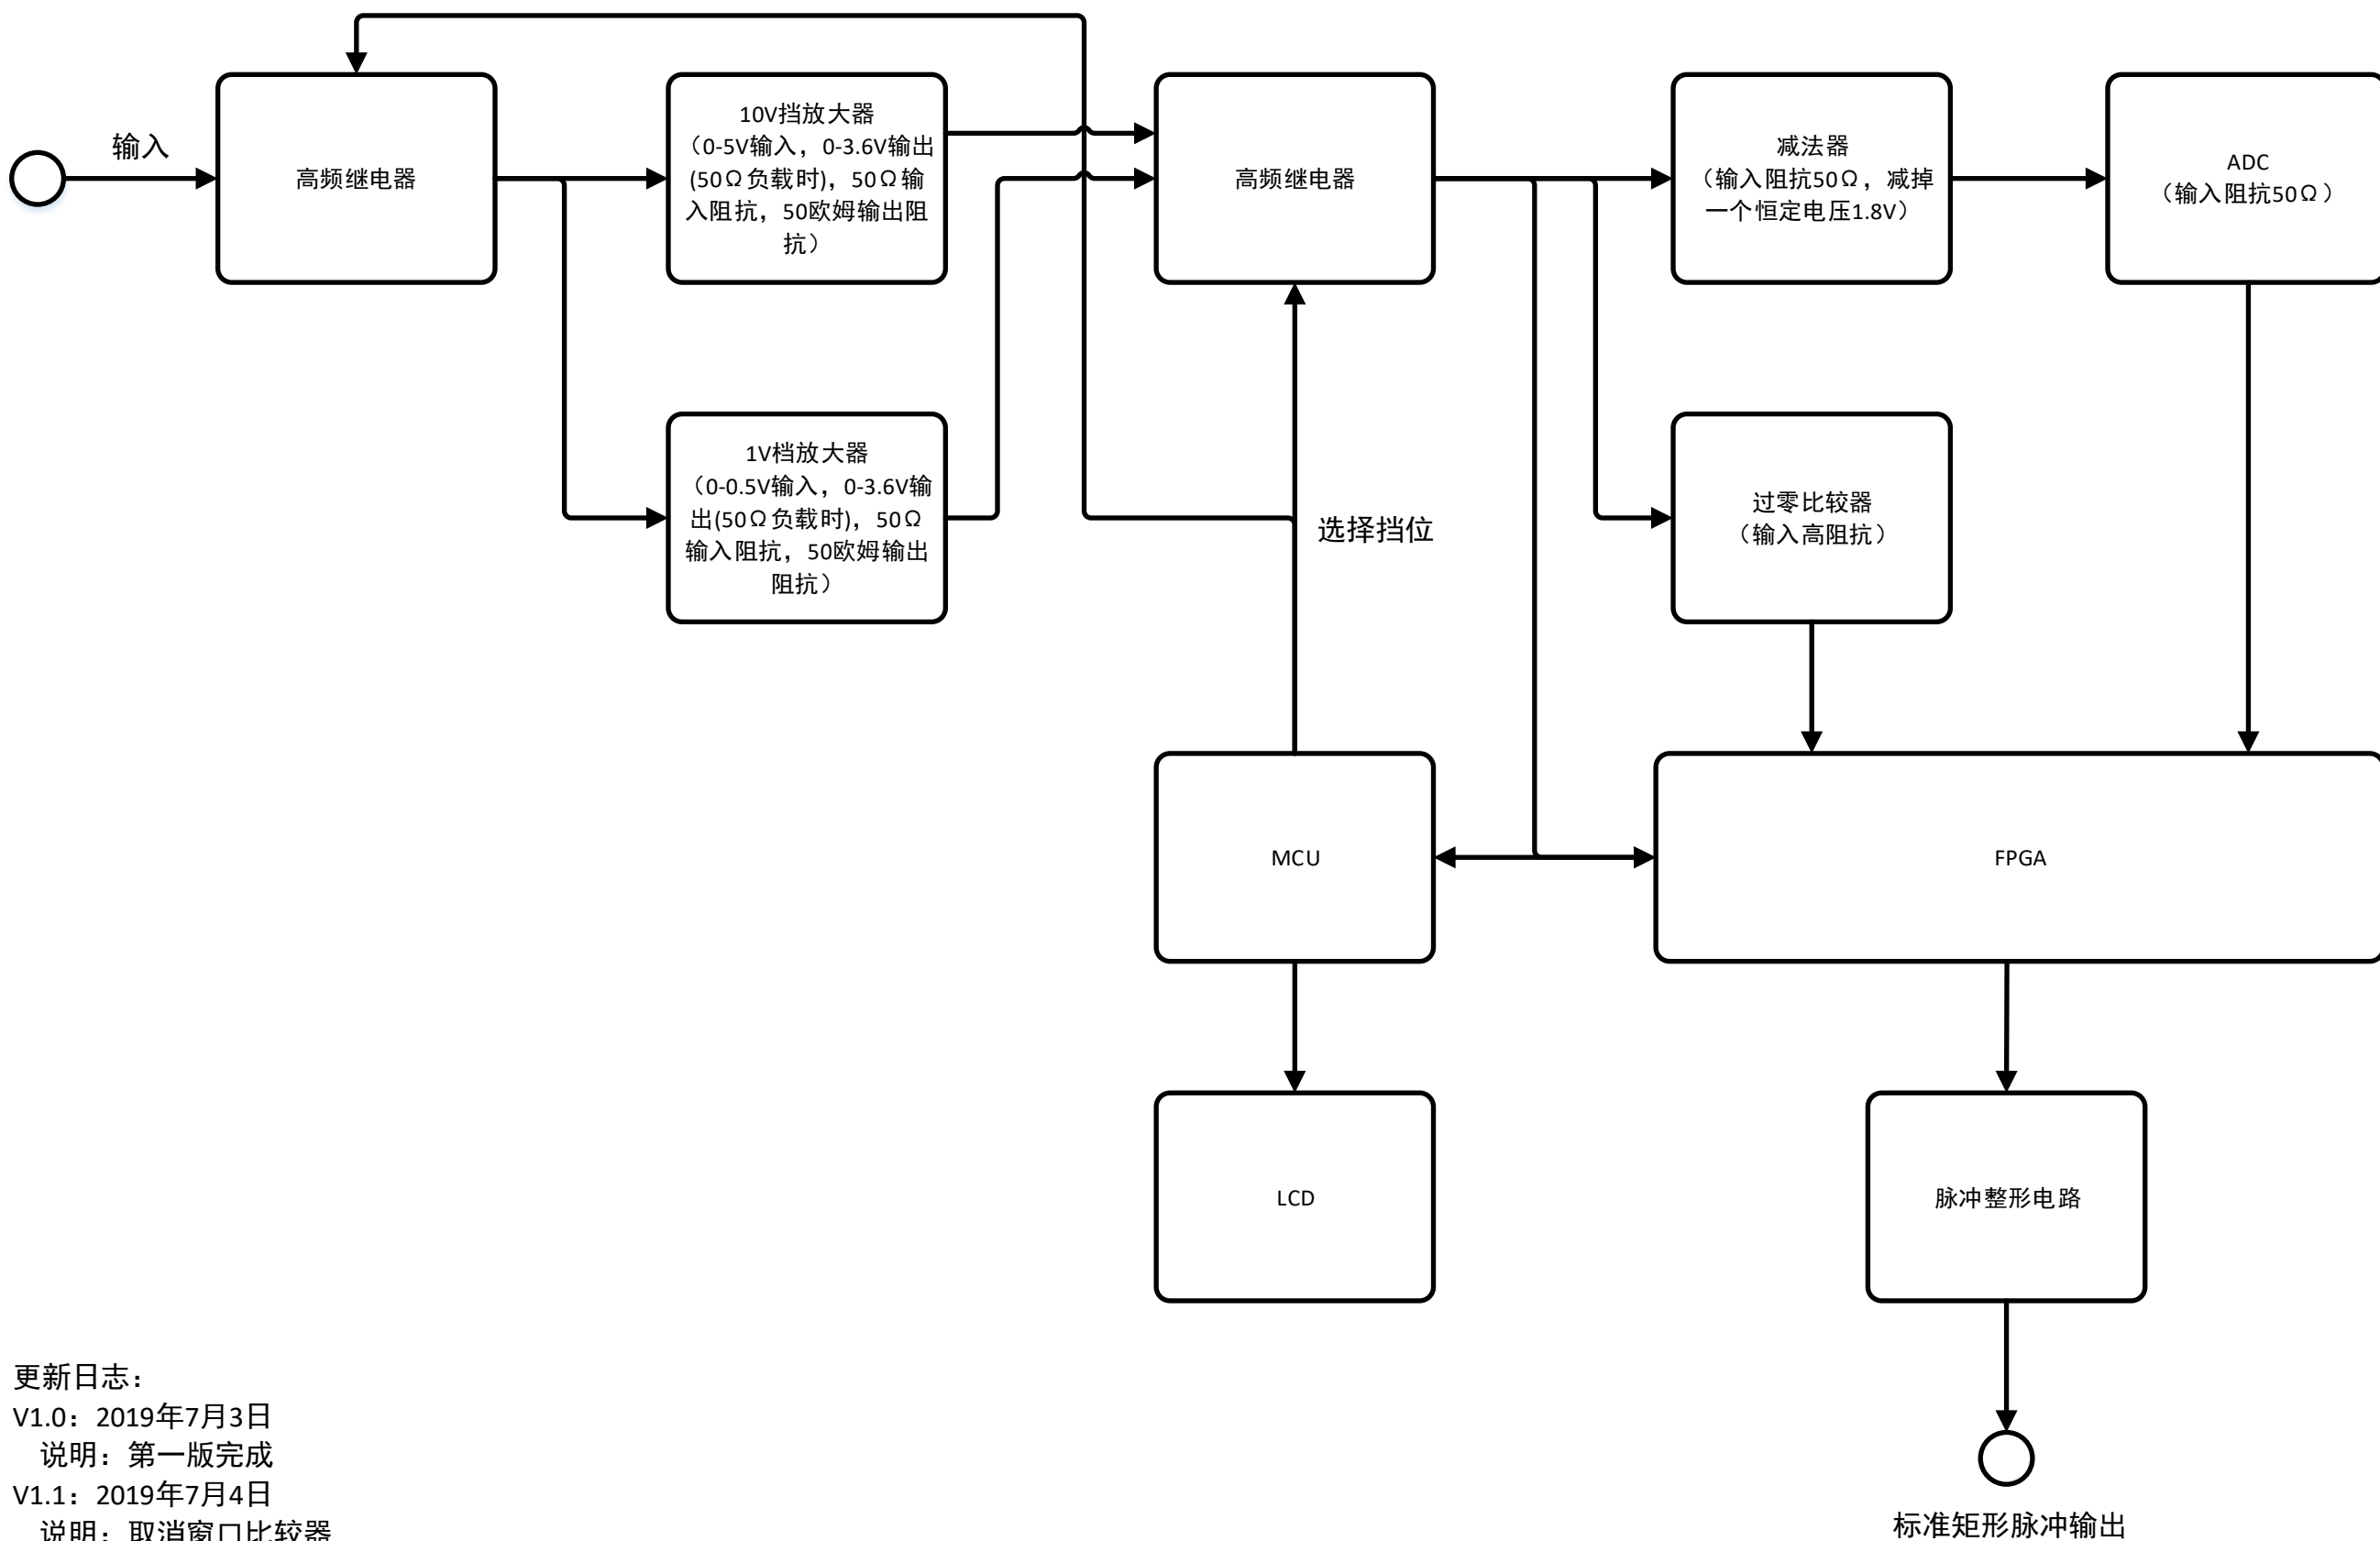 输入
高频继电器
10V挡放大器
（0-5V输入，0-3.6V输出
(50Ω负载时)，50Ω输
入阻抗，50欧姆输出阻
抗）
高频继电器
减法器
（输入阻抗50Ω，减掉
一个恒定电压1.8V）
ADC
（输入阻抗50Ω）
1V档放大器
（0-0.5V输入，0-3.6V输
出(50Ω负载时)，50Ω
输入阻抗，50欧姆输出
阻抗）
选择挡位
过零比较器
（输入高阻抗）
MCU
FPGA
LCD
脉冲整形电路
标准矩形脉冲输出
更新日志：
V1.0：2019年7月3日
说明：第一版完成
V1.1：2019年7月4日
说明：取消窗口比较器